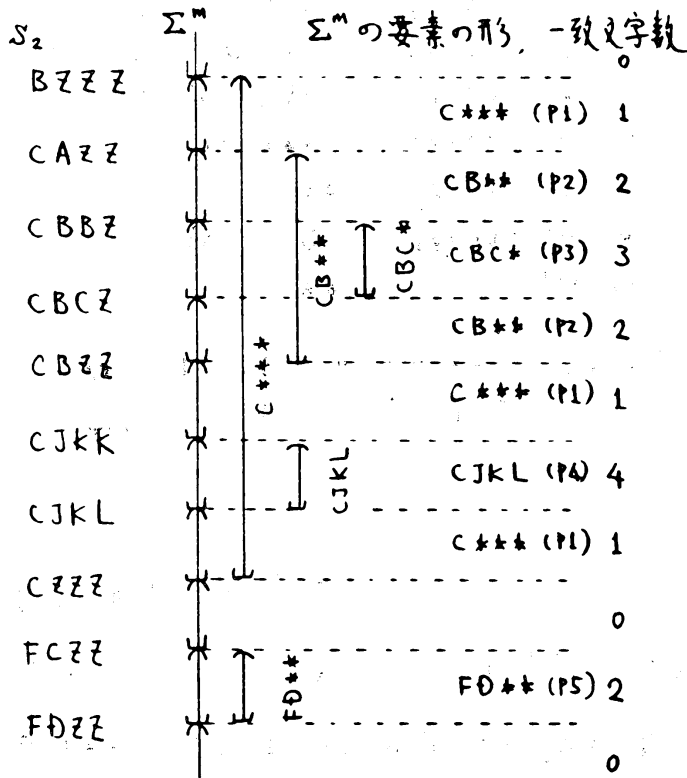 S₂ Σᵐ Σᵐの要素の形, 一致文字数
0
BZZZ
C*** (P1) 1
CAZZ
CB** (P2) 2
CBBZ
CBC* (P3) 3
CBCZ
CB** (P2) 2
CBZZ
C*** (P1) 1
CJKK
CJKL (P4) 4
CJKL
C*** (P1) 1
CZZZ
0
FCZZ
FD** (P5) 2
FDZZ
0
C***
CB**
CBC*
CJKL
FD**